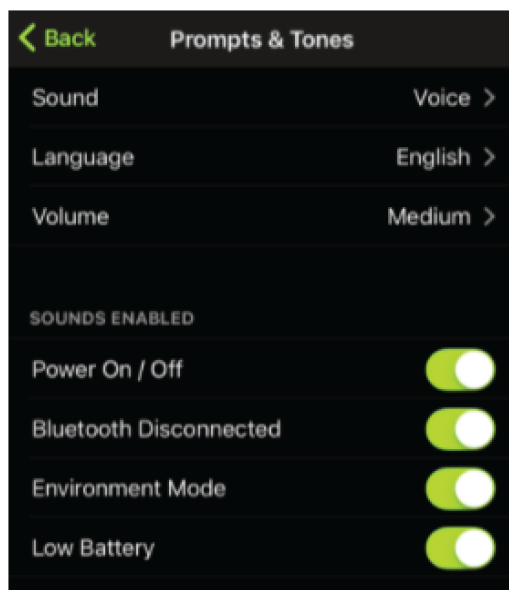 Back Prompts & Tones
Sound Voice
Language English
Volume Medium
SOUNDS ENABLED
Power On / Off
Bluetooth Disconnected
Environment Mode
Low Battery